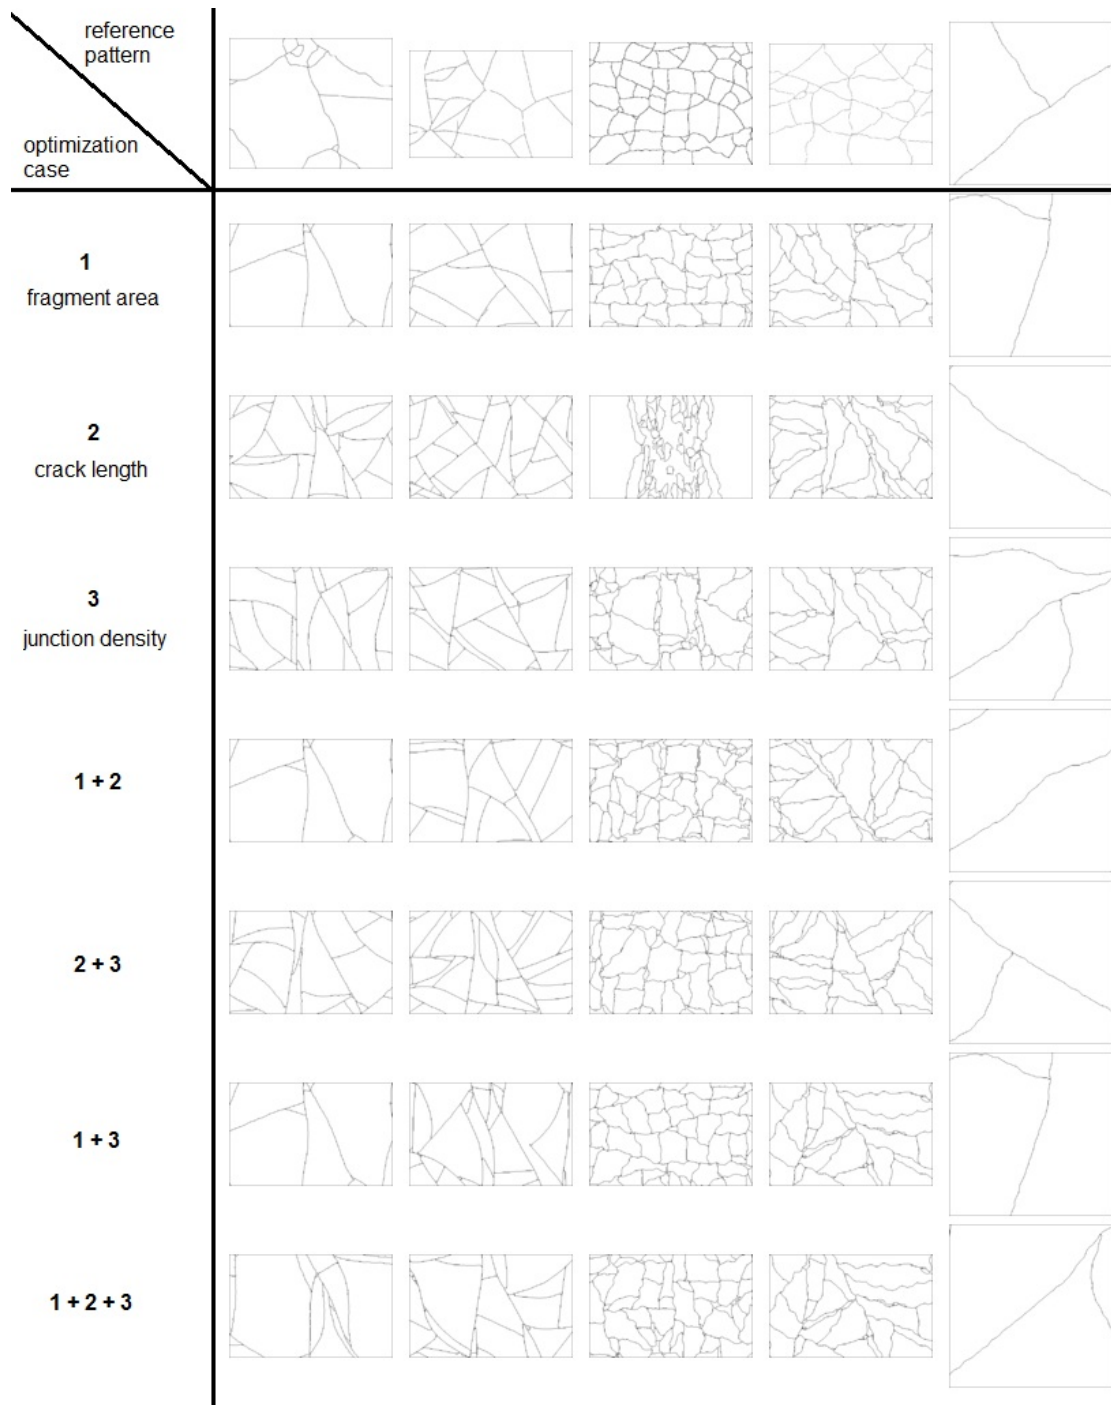 reference
pattern
optimization
case
1
fragment area
2
crack length
3
junction density
1 + 2
2 + 3
1 + 3
1 + 2 + 3